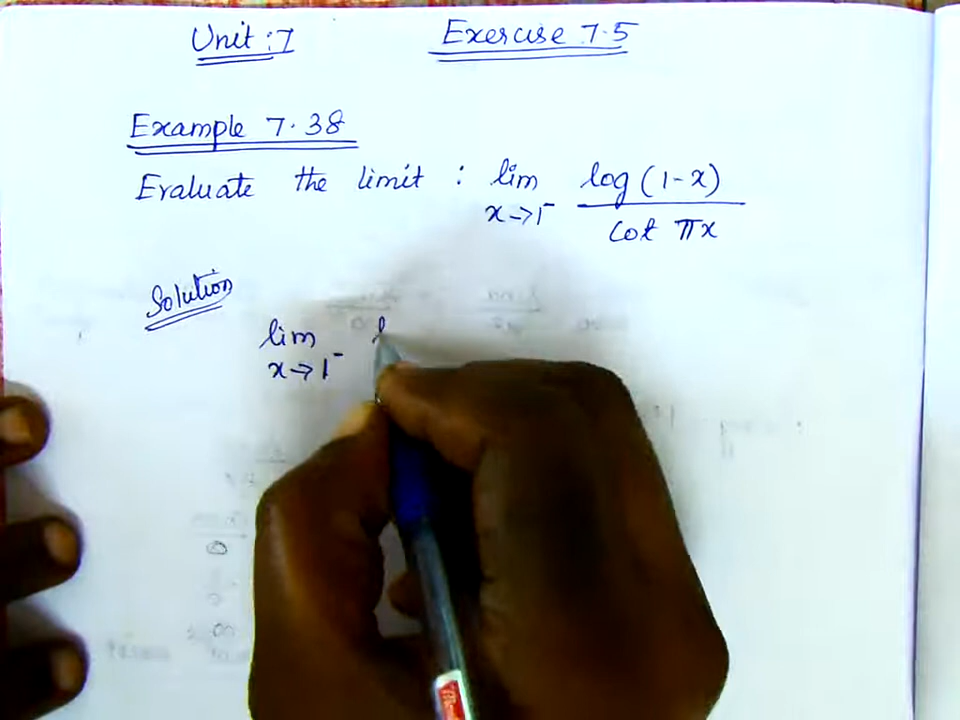 Unit : 7 Exercise 7.5
Example 7.38
Evaluate the limit : lim x→1⁻ log (1-x) / cot πx
Solution
lim x→1⁻ l